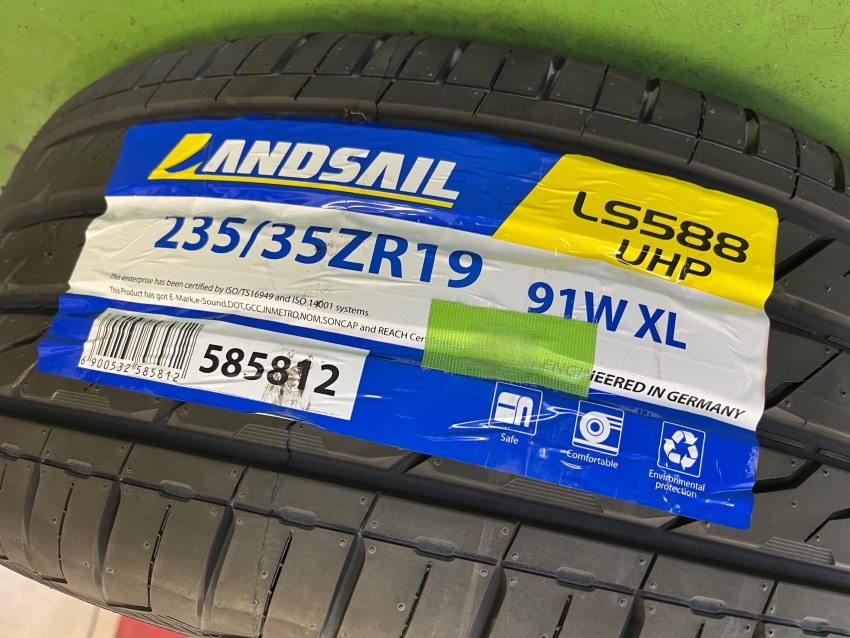 LANDSAIL
LS588
UHP
235/35ZR19
91W XL
This enterprise has been certified by ISO/TS16949 and ISO 14001 systems
This Product has got E-Mark,e-Sound,DOT,GCC,INMETRO,NOM,SONCAP and REACH Cer
ENGINEERED IN GERMANY
6 900532 585812
585812
Safe
Comfortable
Environmental
protection